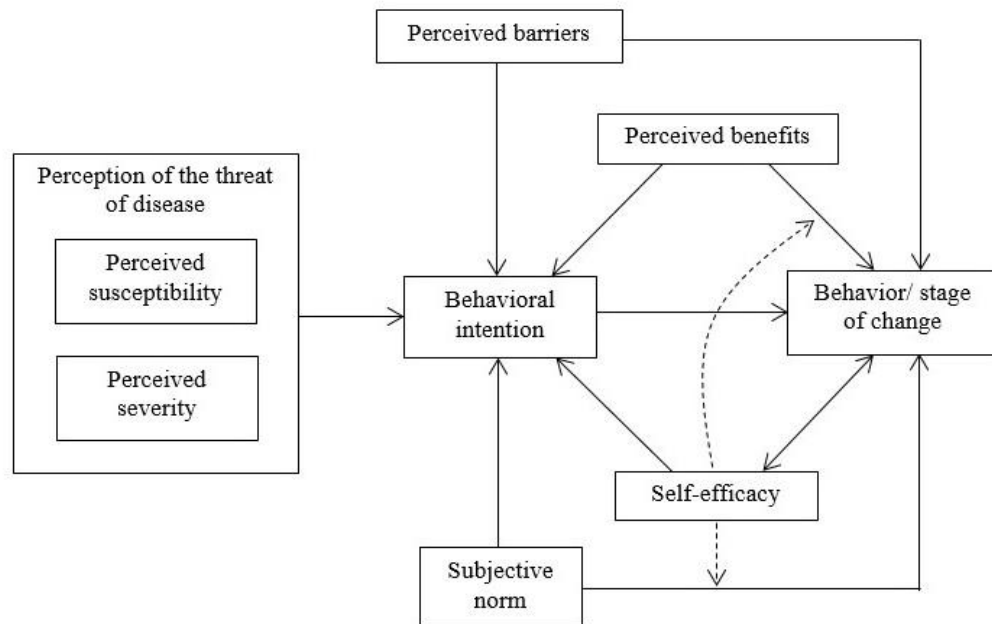 Perceived barriers
Perceived benefits
Perception of the threat
of disease
Perceived
susceptibility
Perceived
severity
Behavioral
intention
Behavior/ stage
of change
Self-efficacy
Subjective
norm